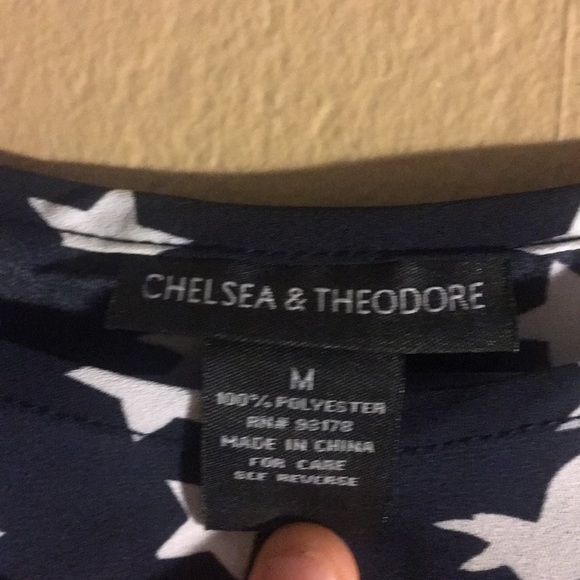 CHELSEA & THEODORE
M
100% POLYESTER
RN# 93178
MADE IN CHINA
FOR CARE
SEE REVERSE